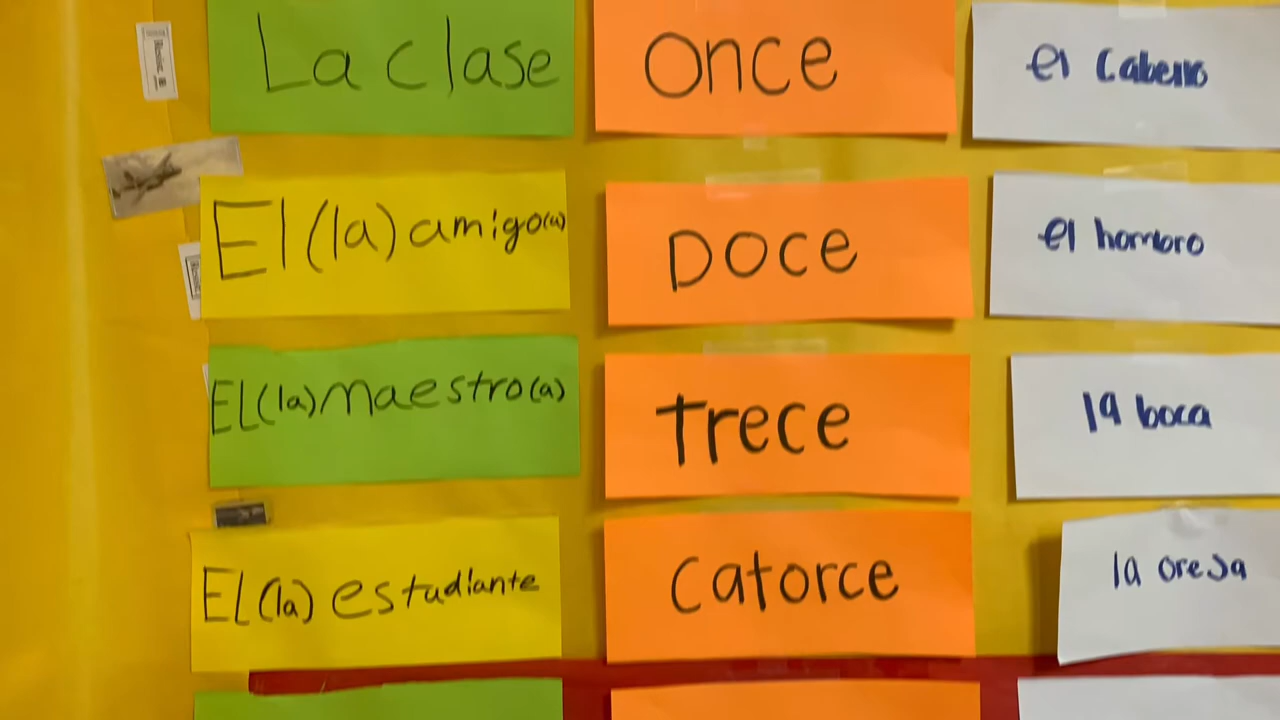 La clase
Once
el cabello
El (la) amigo(a)
Doce
el hombro
El (la) maestro(a)
Trece
la boca
El (la) estudiante
Catorce
la oreja